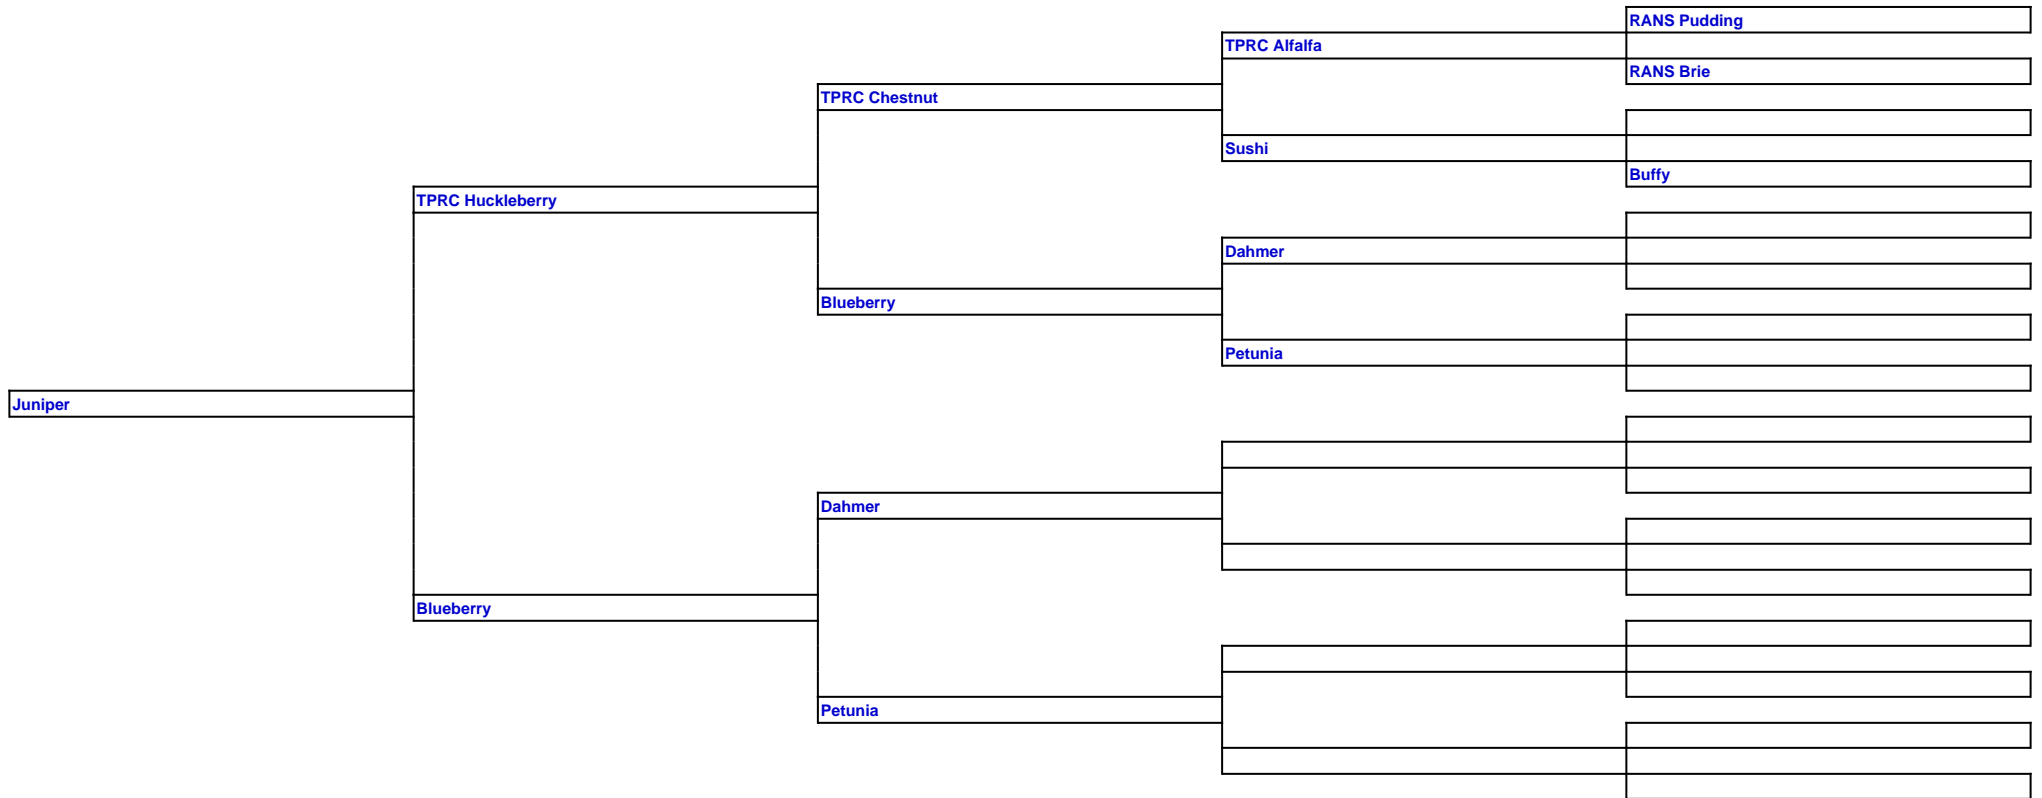 RANS Pudding
TPRC Alfalfa
RANS Brie
TPRC Chestnut
Sushi
Buffy
TPRC Huckleberry
Dahmer
Blueberry
Petunia
Juniper
Dahmer
Blueberry
Petunia